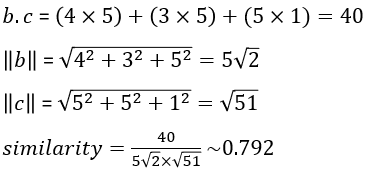 b.c = (4 × 5) + (3 × 5) + (5 × 1) = 40
‖b‖ = √(4² + 3² + 5²) = 5√2
‖c‖ = √(5² + 5² + 1²) = √51
similarity = 40 / (5√2×√51) ~0.792